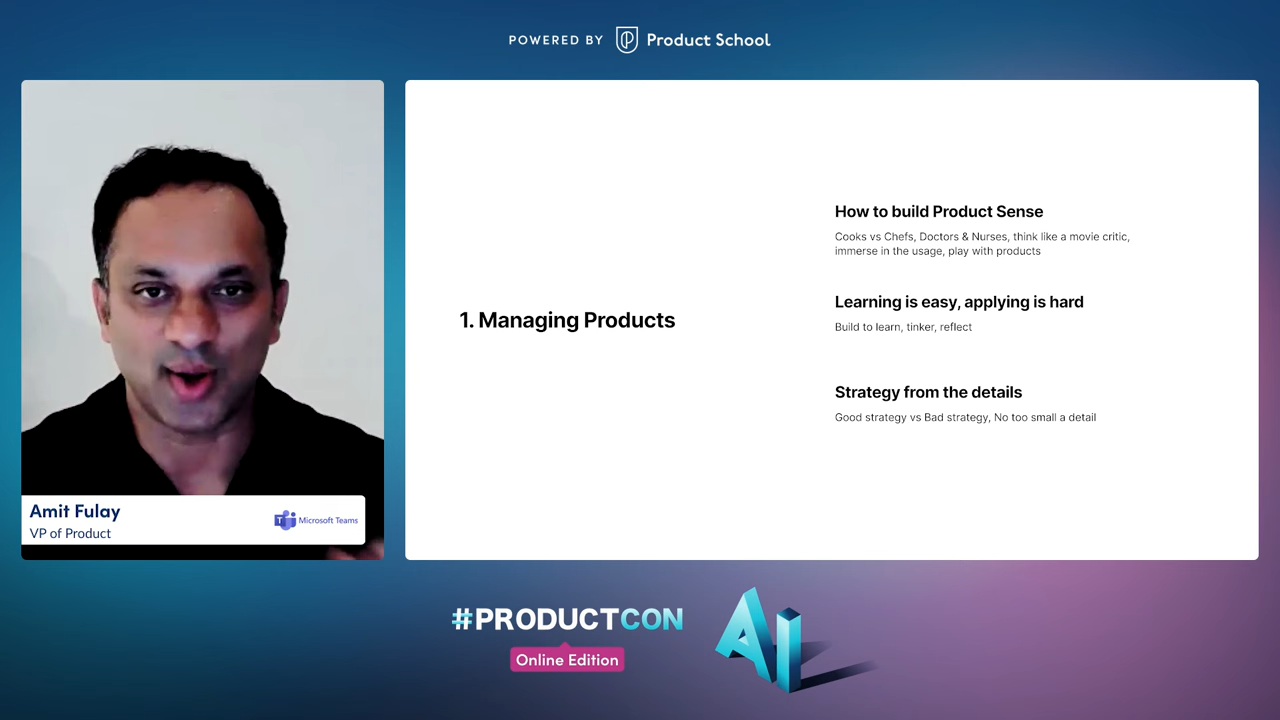 POWERED BY Product School
1. Managing Products
How to build Product Sense
Cooks vs Chefs, Doctors & Nurses, think like a movie critic,
immerse in the usage, play with products
Learning is easy, applying is hard
Build to learn, tinker, reflect
Strategy from the details
Good strategy vs Bad strategy, No too small a detail
Amit Fulay
VP of Product
Microsoft Teams
#PRODUCTCON
Online Edition
AI